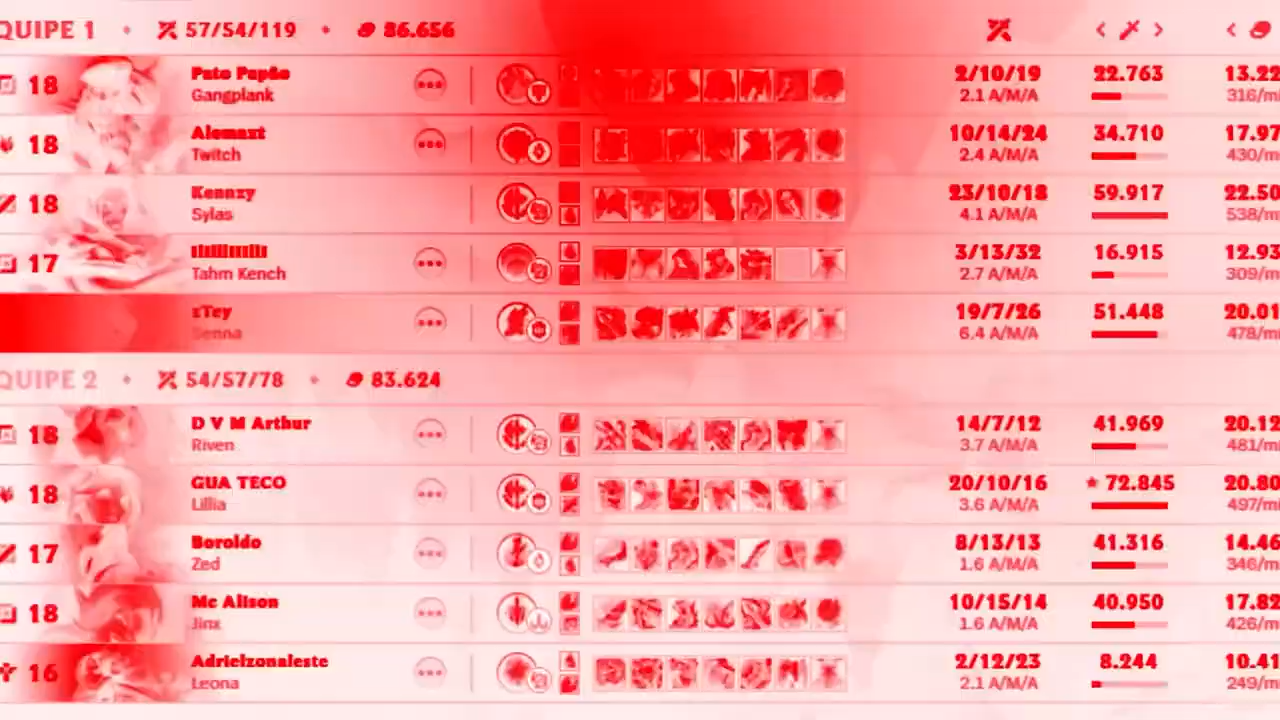 QUIPE 1 • 57/54/119 • 86.656
18 Pato Papão 2/10/19 22.763 13.22
Gangplank 2.1 A/M/A 316/mi
18 Alemazt 10/14/24 34.710 17.97
Twitch 2.4 A/M/A 430/m
18 Kennzy 23/10/18 59.917 22.50
Sylas 4.1 A/M/A 538/m
17 3/13/32 16.915 12.93
Tahm Kench 2.7 A/M/A 309/m
zTey 19/7/26 51.448 20.01
Senna 6.4 A/M/A 478/m
QUIPE 2 • 54/57/78 • 83.624
18 D V M Arthur 14/7/12 41.969 20.12
Riven 3.7 A/M/A 481/m
18 GUA TECO 20/10/16 72.845 20.80
Lillia 3.6 A/M/A 497/m
17 Boroldo 8/13/13 41.316 14.46
Zed 1.6 A/M/A 346/m
18 Mc Alison 10/15/14 40.950 17.82
Jinx 1.6 A/M/A 426/m
16 Adrielzonaleste 2/12/23 8.244 10.41
Leona 2.1 A/M/A 249/m